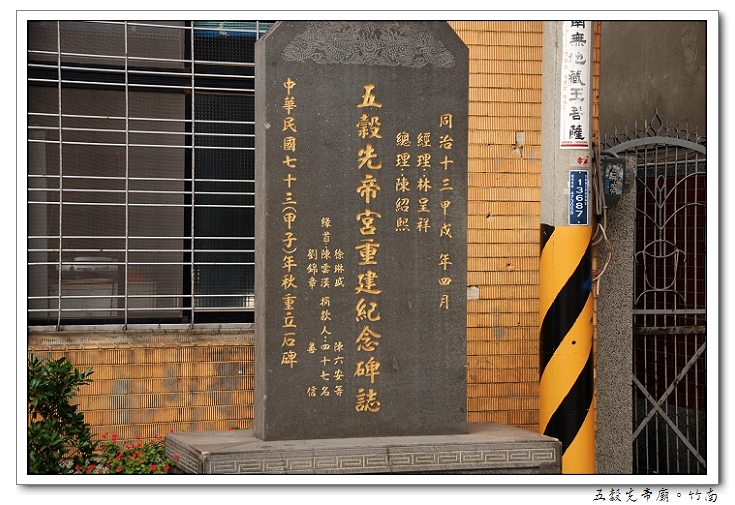 同治十三甲戌年四月
經理:林呈祥
總理:陳紹熙
五穀先帝宮重建紀念碑誌
徐琳盛 陳六安等
緣首:陳雲漢 捐款人:四十七名
劉錦章 善信
中華民國七十三(甲子)年秋重立石碑
南無地藏王菩薩
13687
五穀先帝廟。竹南